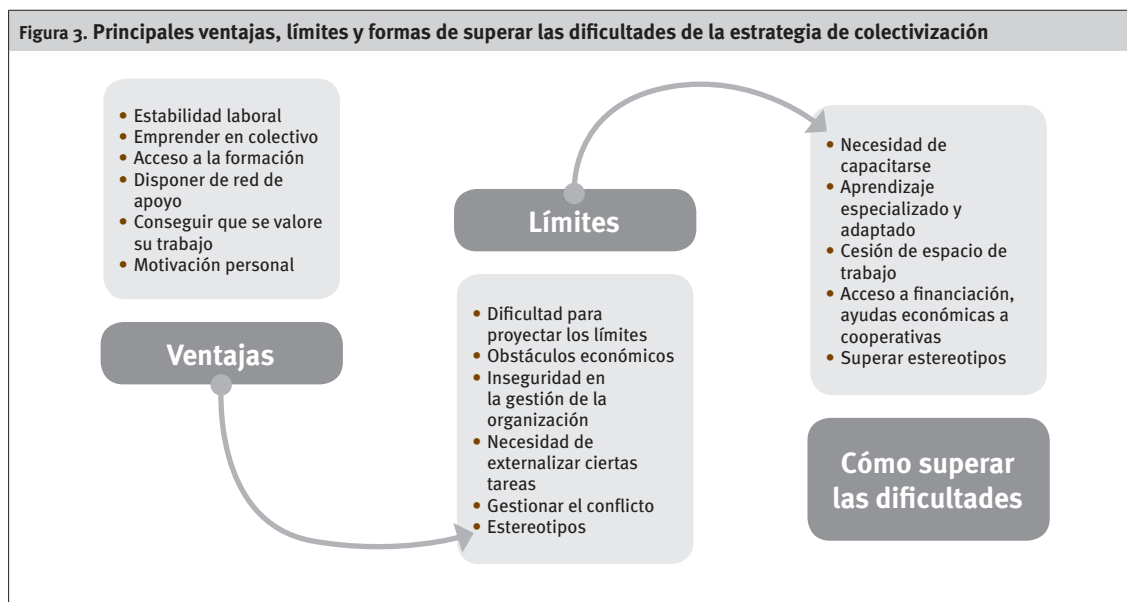 Figura 3. Principales ventajas, límites y formas de superar las dificultades de la estrategia de colectivización
• Estabilidad laboral
• Emprender en colectivo
• Acceso a la formación
• Disponer de red de
apoyo
• Conseguir que se valore
su trabajo
• Motivación personal
Ventajas
Límites
• Dificultad para
proyectar los límites
• Obstáculos económicos
• Inseguridad en
la gestión de la
organización
• Necesidad de
externalizar ciertas
tareas
• Gestionar el conflicto
• Estereotipos
• Necesidad de
capacitarse
• Aprendizaje
especializado y
adaptado
• Cesión de espacio de
trabajo
• Acceso a financiación,
ayudas económicas a
cooperativas
• Superar estereotipos
Cómo superar
las dificultades